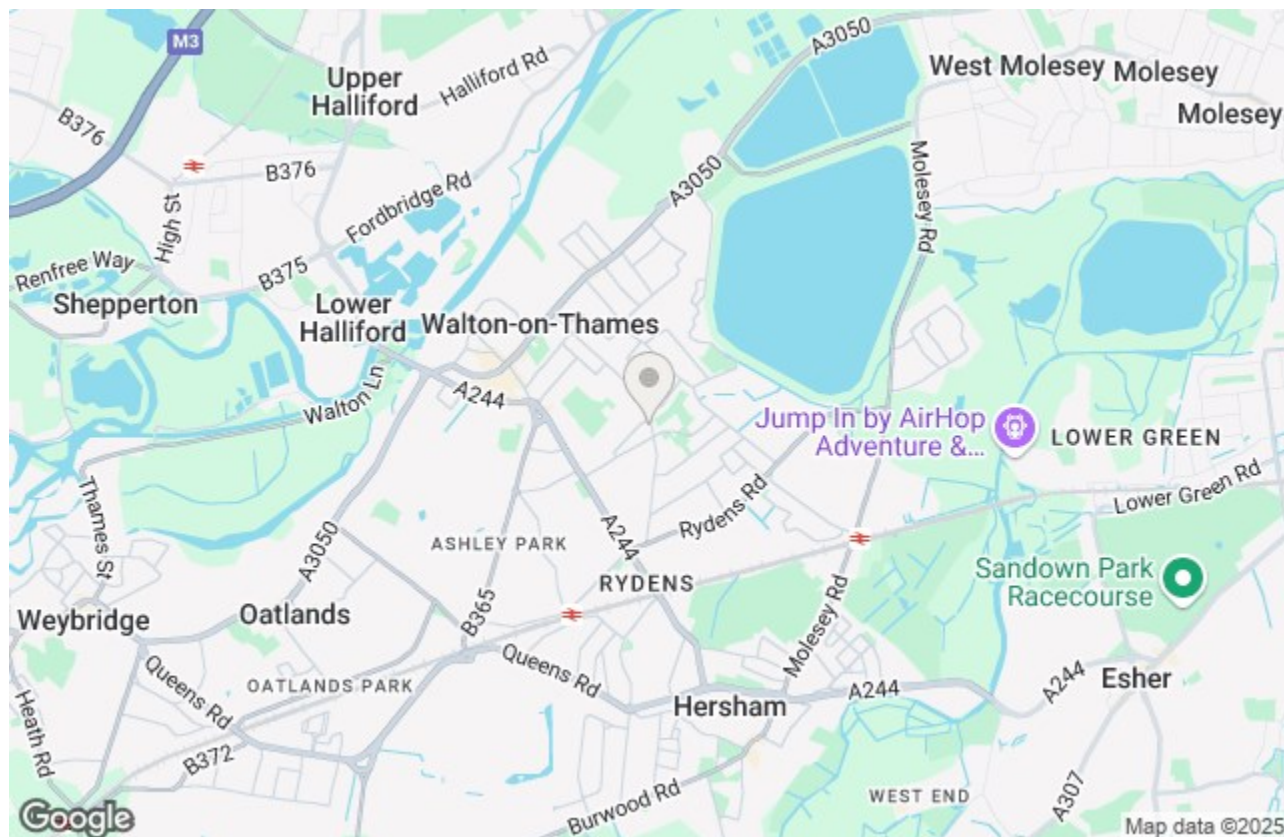 M3
Upper
Halliford
Halliford Rd
A3050
West Molesey
Molesey
Molesey
B376
B376
A3050
Molesey Rd
High St
Fordbridge Rd
Renfree Way
B375
Shepperton
Lower
Halliford
Walton-on-Thames
Walton Ln
A244
Jump In by AirHop
Adventure &...
LOWER GREEN
Lower Green Rd
Thames St
A3050
ASHLEY PARK
A244
Rydens Rd
RYDENS
Sandown Park
Racecourse
Weybridge
Oatlands
B365
Molesey Rd
Queens Rd
Queens Rd
OATLANDS PARK
Hersham
A244
A244
Esher
Heath Rd
B372
Burwood Rd
WEST END
A307
Google
Map data ©2025